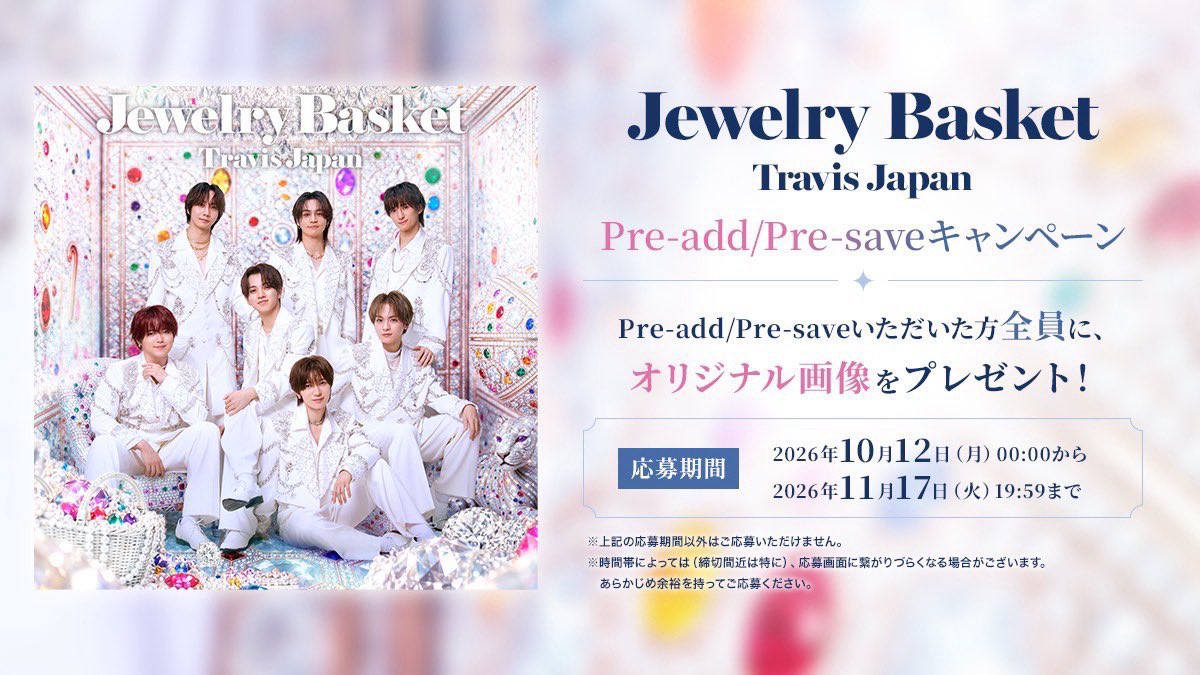 Jewelry Basket
Travis Japan
Jewelry Basket
Travis Japan
Pre-add/Pre-saveキャンペーン
Pre-add/Pre-saveいただいた方全員に、
オリジナル画像をプレゼント！
応募期間
2026年10月12日（月）00:00から
2026年11月17日（火）19:59まで
※上記の応募期間以外はご応募いただけません。
※時間帯によっては（締切間近は特に）、応募画面に繋がりづらくなる場合がございます。
あらかじめ余裕を持ってご応募ください。